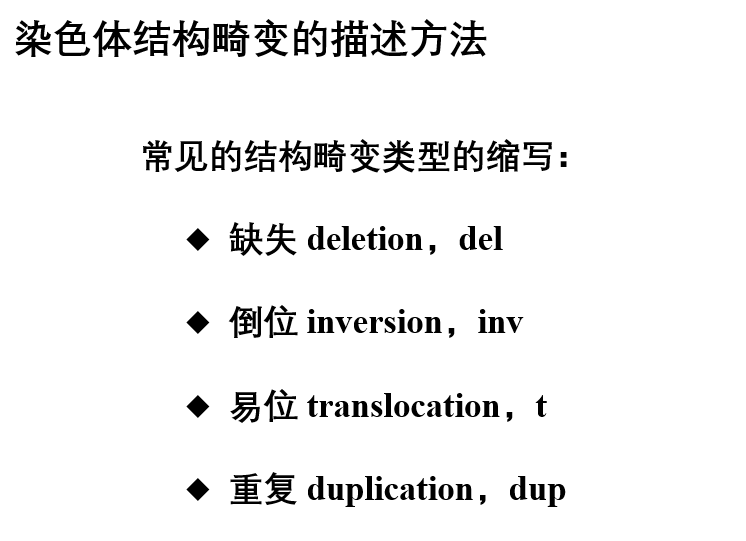 染色体结构畸变的描述方法
常见的结构畸变类型的缩写：
◆ 缺失 deletion，del
◆ 倒位 inversion，inv
◆ 易位 translocation，t
◆ 重复 duplication，dup